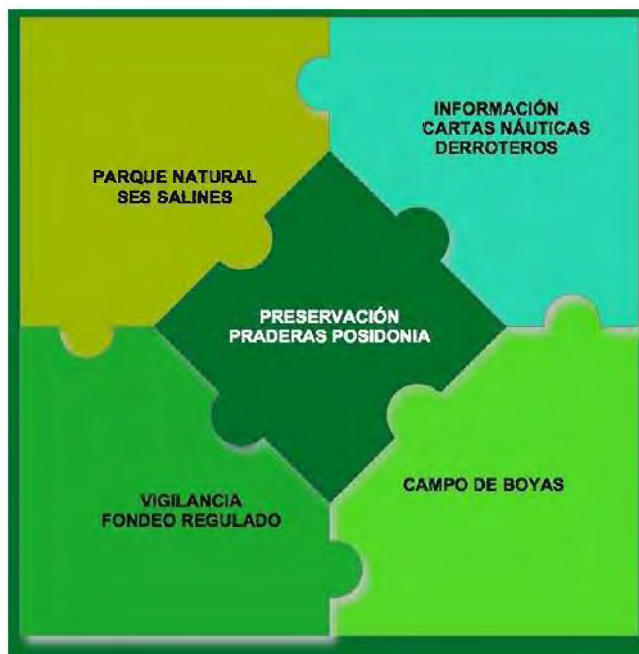 PARQUE NATURAL
SES SALINES
INFORMACIÓN
CARTAS NÁUTICAS
DERROTEROS
PRESERVACIÓN
PRADERAS POSIDONIA
VIGILANCIA
FONDEO REGULADO
CAMPO DE BOYAS